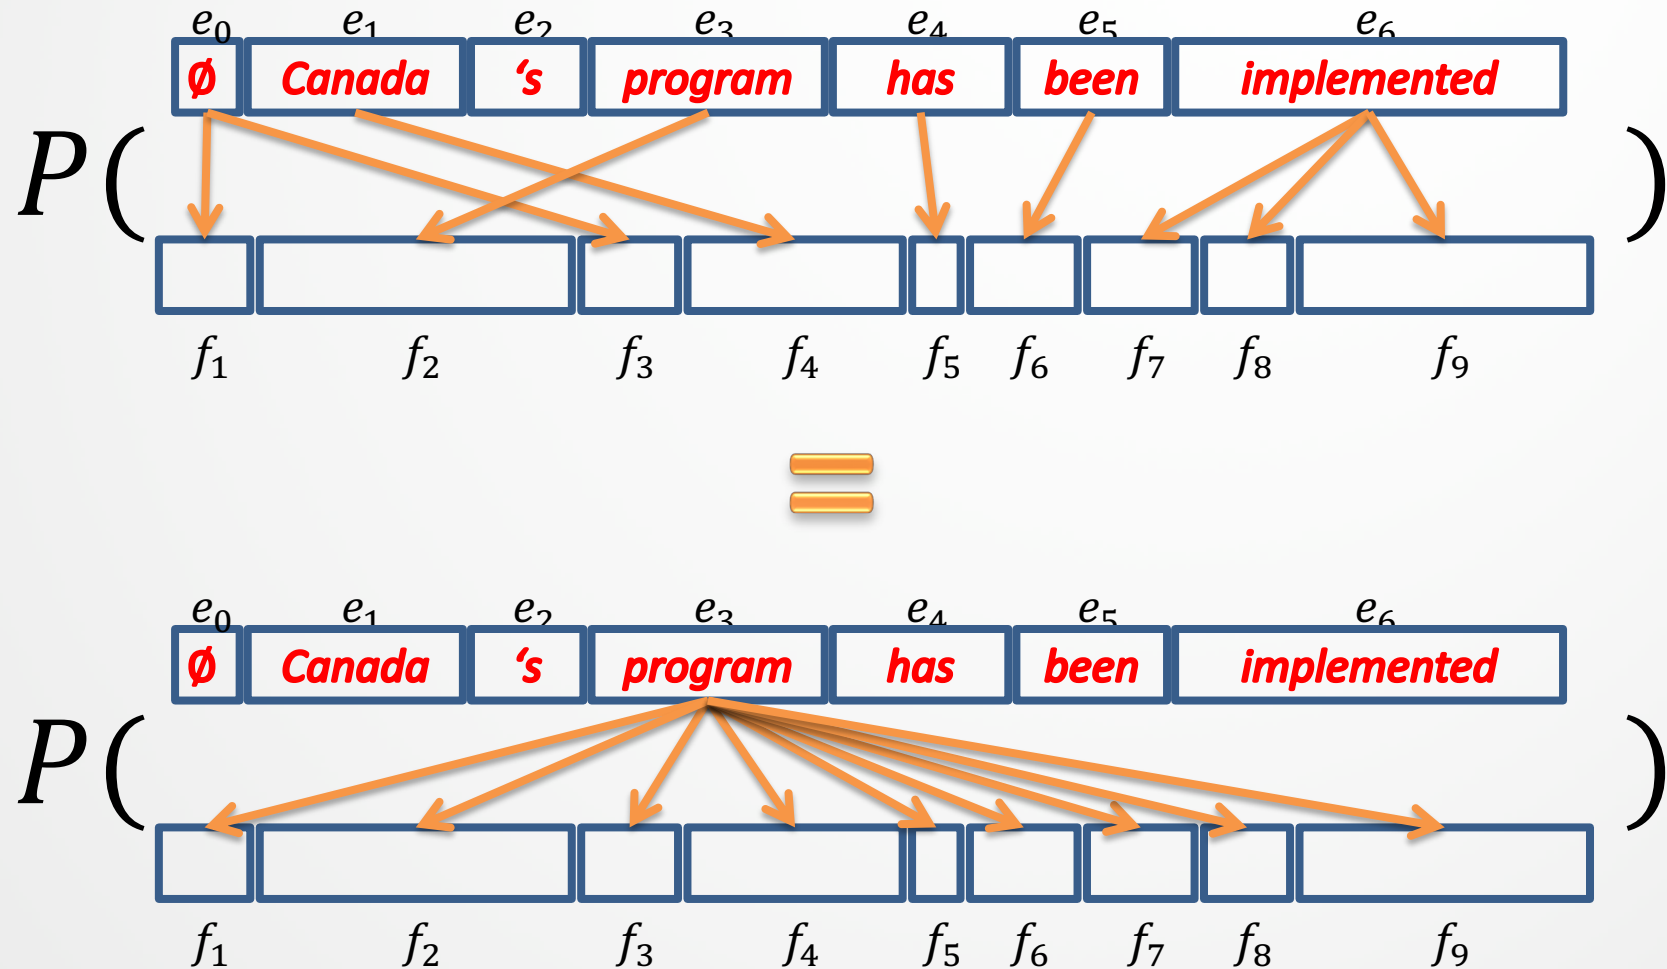 e₀ e₁ e₂ e₃ e₄ e₅ e₆
Ø Canada ‘s program has been implemented
P( )
f₁ f₂ f₃ f₄ f₅ f₆ f₇ f₈ f₉
=
e₀ e₁ e₂ e₃ e₄ e₅ e₆
Ø Canada ‘s program has been implemented
P( )
f₁ f₂ f₃ f₄ f₅ f₆ f₇ f₈ f₉